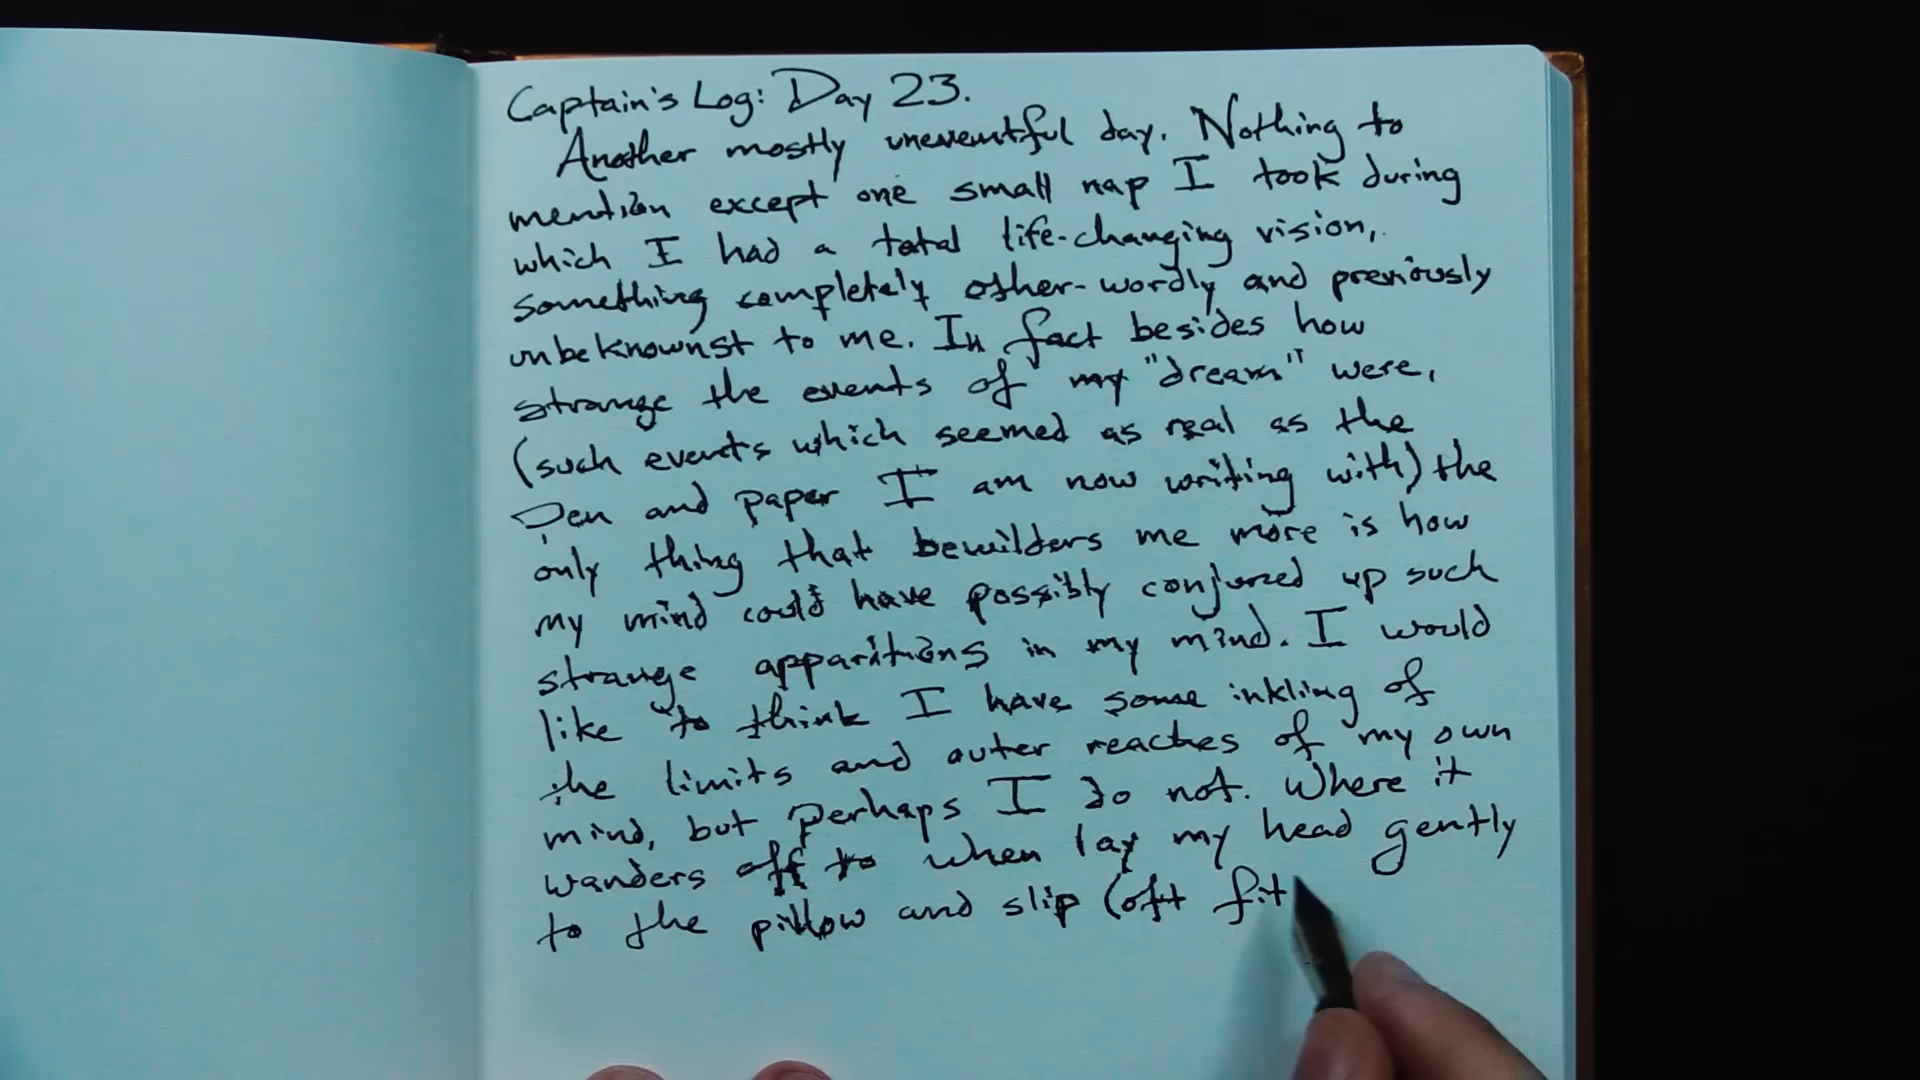 Captain's Log: Day 23.
Another mostly uneventful day. Nothing to
mention except one small nap I took during
which I had a total life-changing vision,
something completely other-wordly and previously
unbeknownst to me. In fact besides how
strange the events of my "dream" were,
(such events which seemed as real as the
pen and paper I am now writing with) the
only thing that bewilders me more is how
my mind could have possibly conjured up such
strange apparitions in my mind. I would
like to think I have some inkling of
the limits and outer reaches of my own
mind, but perhaps I do not. Where it
wanders off to when lay my head gently
to the pillow and slip (oft fit